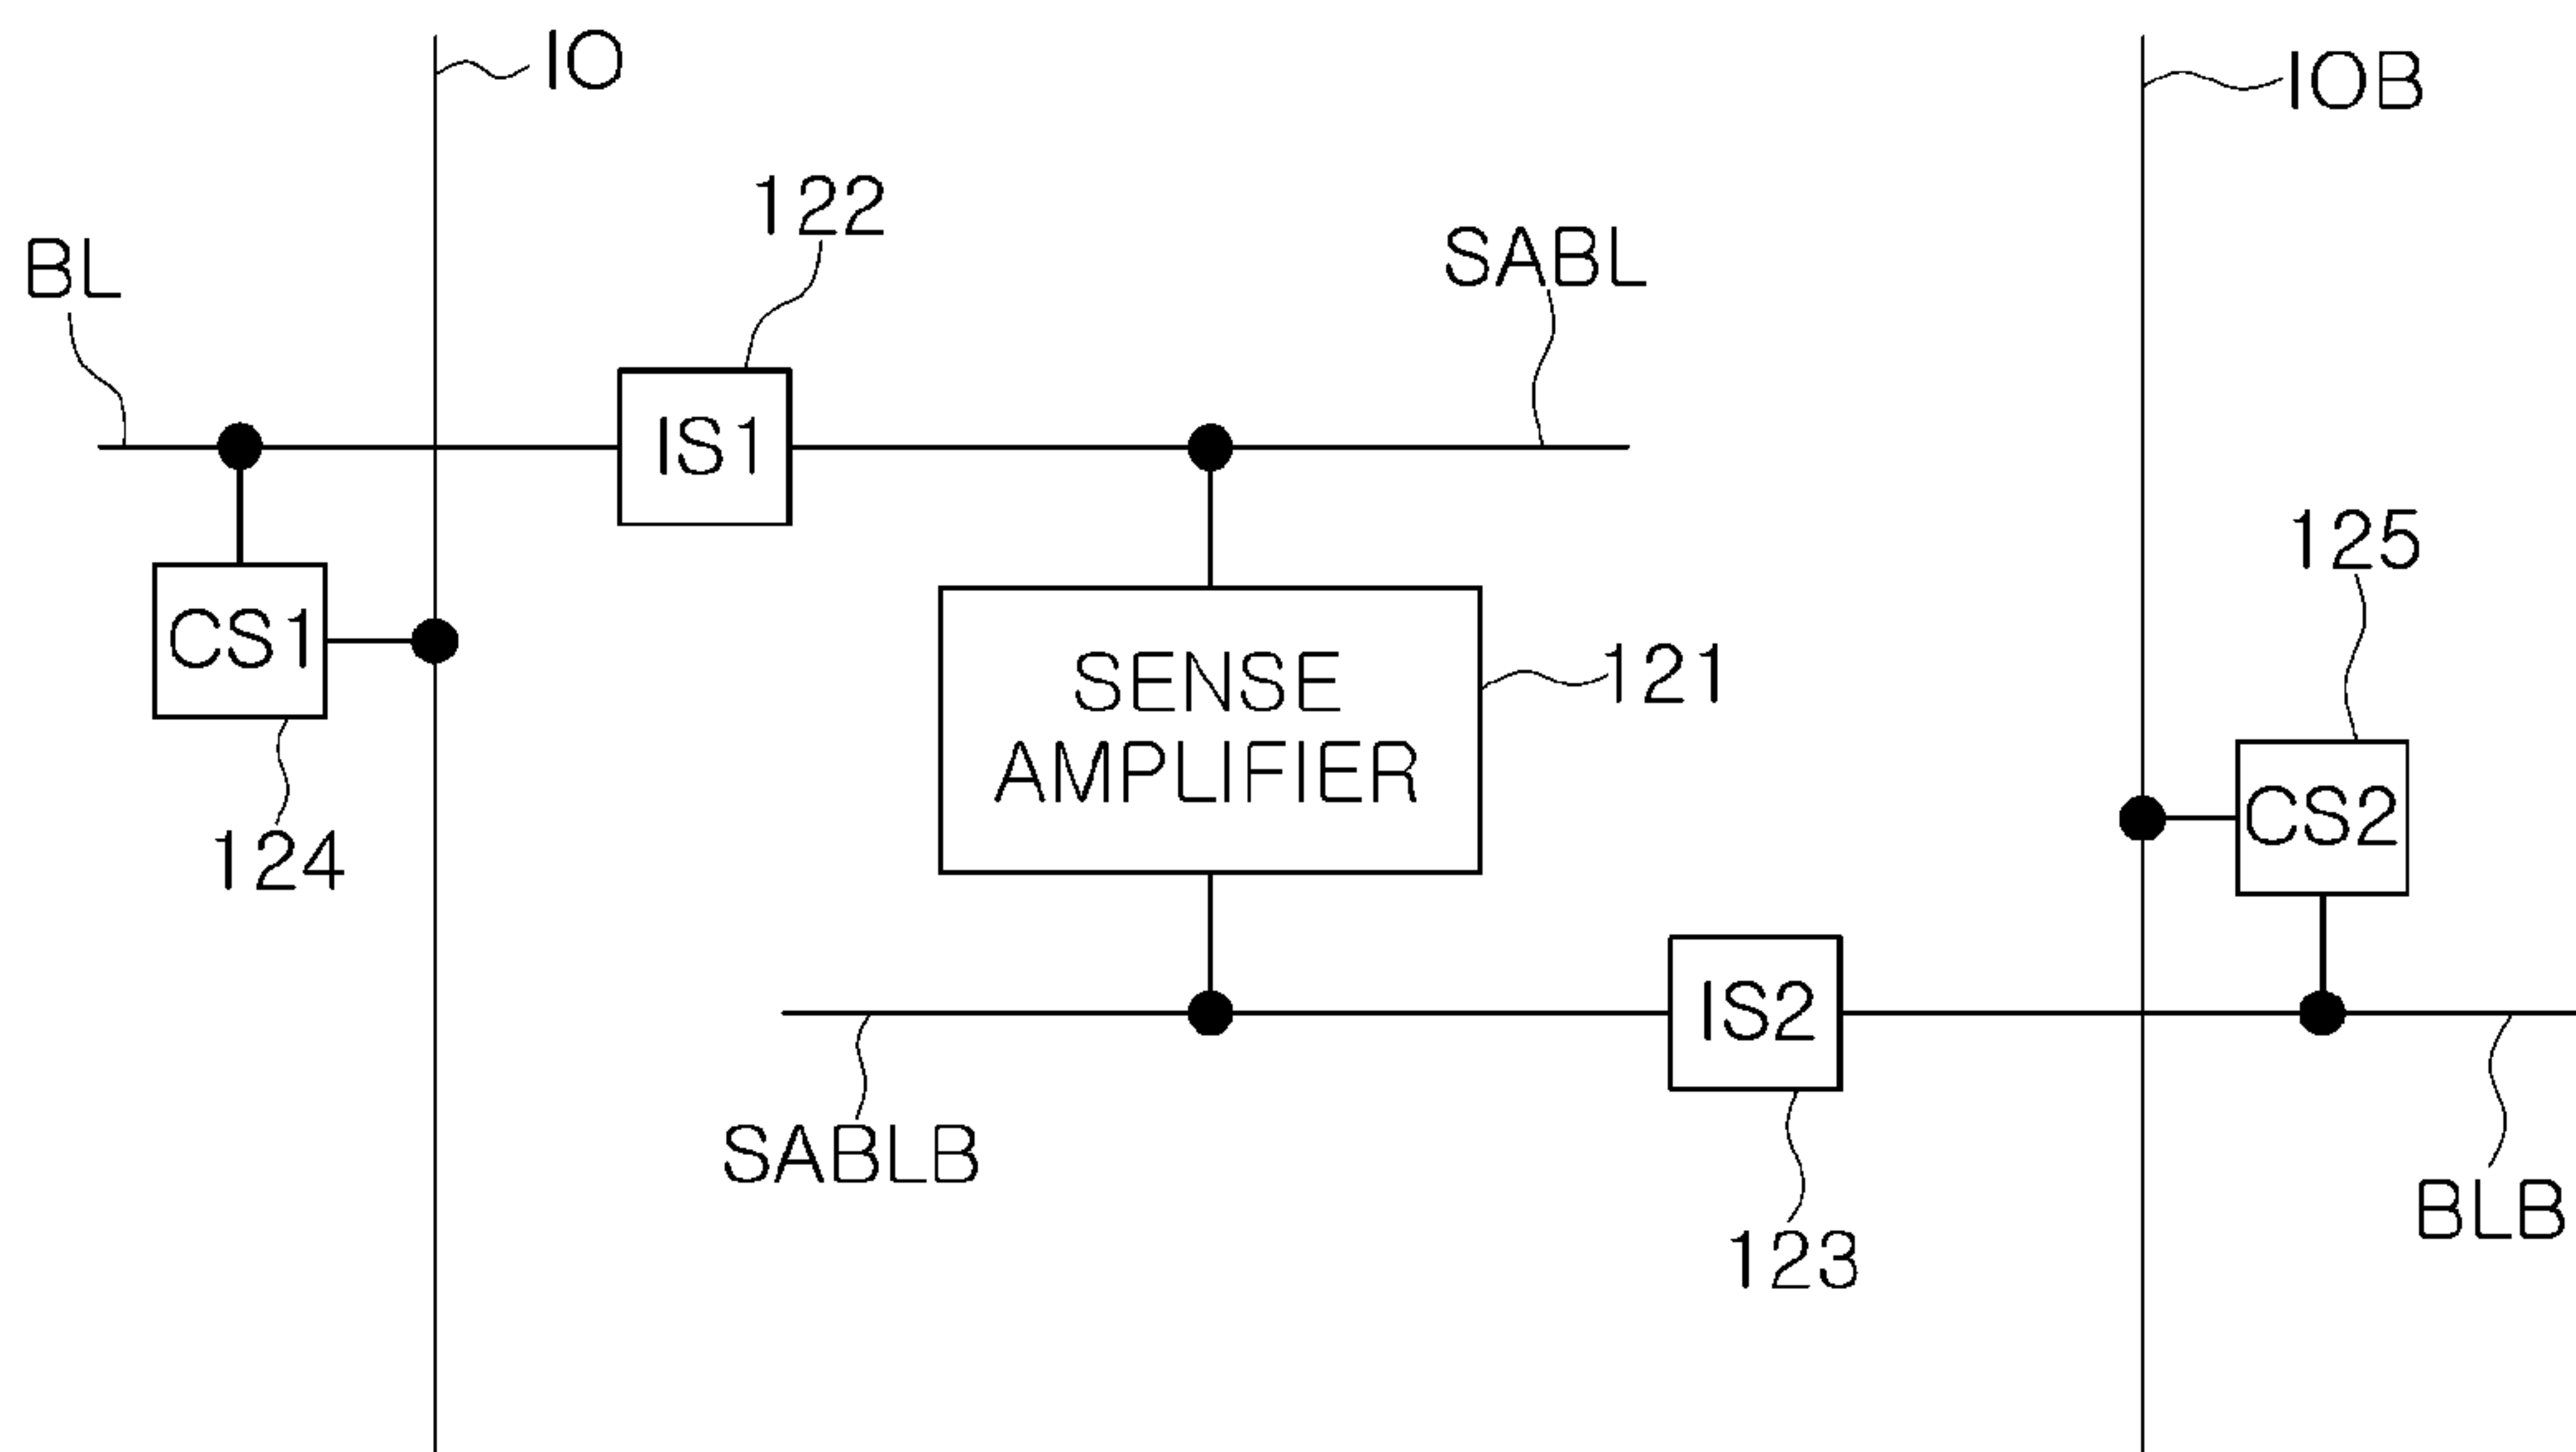 IO
IOB
122
BL
SABL
IS1
125
CS1
SENSE
AMPLIFIER
121
CS2
124
IS2
SABLB
BLB
123